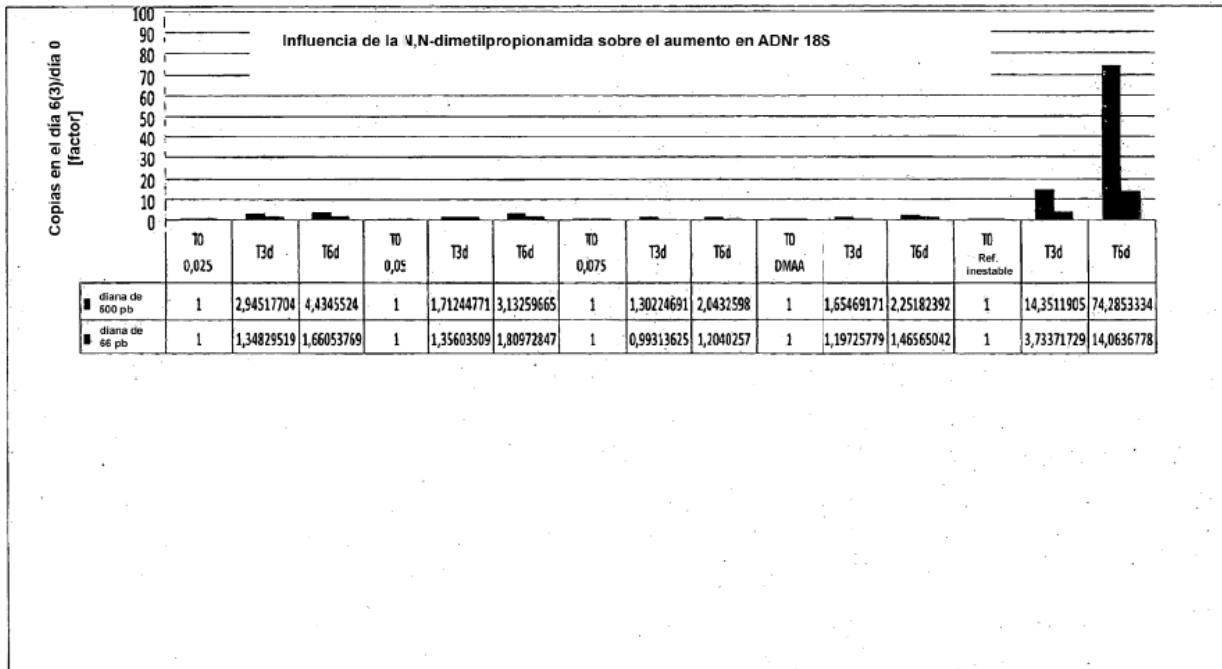 Influencia de la N,N-dimetilpropionamida sobre el aumento en ADNr 18S
Copias en el día 6(3)/día 0
[factor]
100
90
80
70
60
50
40
30
20
10
0
T0 0,025 T3d T6d T0 0,05 T3d T6d T0 0,075 T3d T6d T0 DMAA T3d T6d T0 Ref. inestable T3d T6d
diana de 500 pb 1 2,94517704 4,4345524 1 1,71244771 3,13259665 1 1,30224691 2,0432598 1 1,65469171 2,25182392 1 14,3511905 74,2853334
diana de 66 pb 1 1,34829519 1,66053769 1 1,35603509 1,80972847 1 0,99313625 1,2040257 1 1,19725779 1,46565042 1 3,73371729 14,0636778